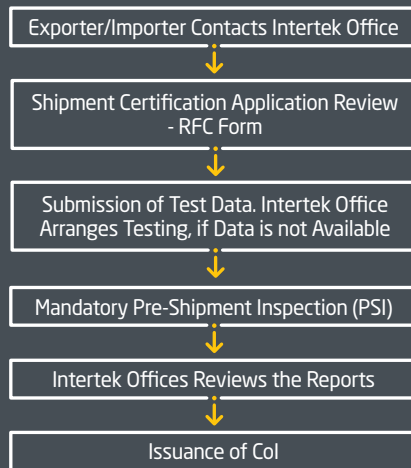 Exporter/Importer Contacts Intertek Office
Shipment Certification Application Review
- RFC Form
Submission of Test Data. Intertek Office
Arranges Testing, if Data is not Available
Mandatory Pre-Shipment Inspection (PSI)
Intertek Offices Reviews the Reports
Issuance of CoI